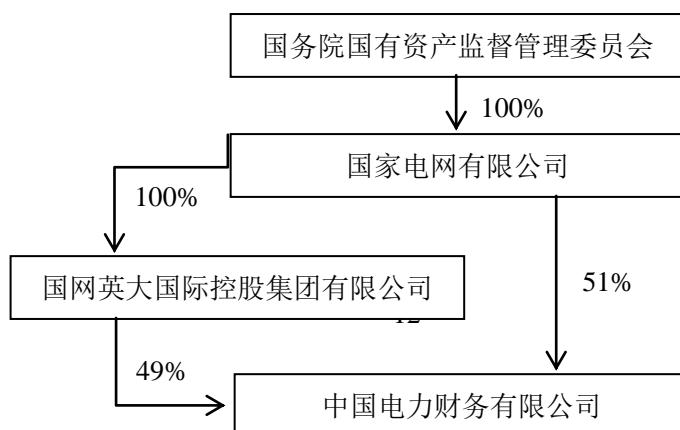 国务院国有资产监督管理委员会
100%
国家电网有限公司
100%
国网英大国际控股集团有限公司
51%
49%
中国电力财务有限公司